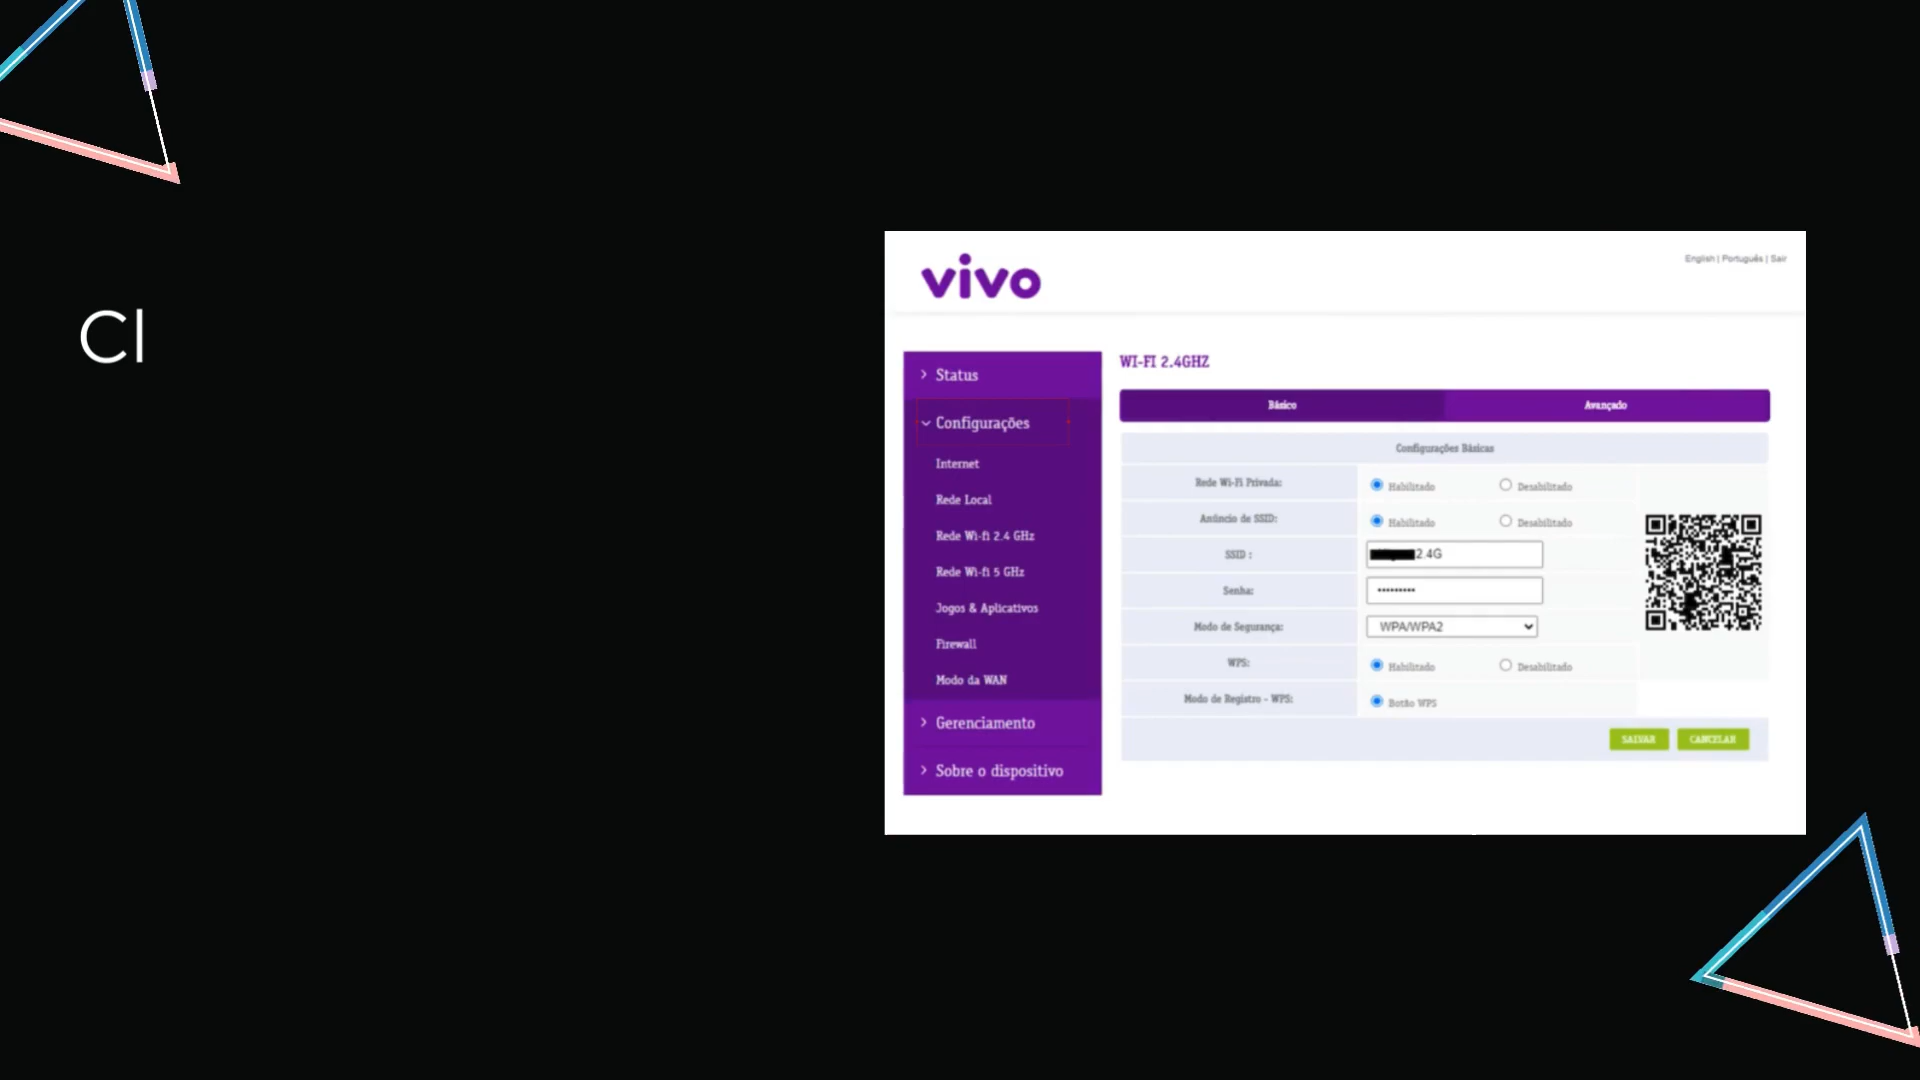 Cl
vivo
English | Português | Sair
Status
Configurações
Internet
Rede Local
Rede Wi-fi 2.4 GHz
Rede Wi-fi 5 GHz
Jogos & Aplicativos
Firewall
Modo da WAN
Gerenciamento
Sobre o dispositivo
WI-FI 2.4GHZ
Básico Avançado
Configurações Básicas
Rede Wi-Fi Privada: Habilitado Desabilitado
Anúncio de SSID: Habilitado Desabilitado
SSID : 2.4G
Senha: •••••••••
Modo de Segurança: WPA/WPA2
WPS: Habilitado Desabilitado
Modo de Registro - WPS: Botão WPS
SALVAR CANCELAR